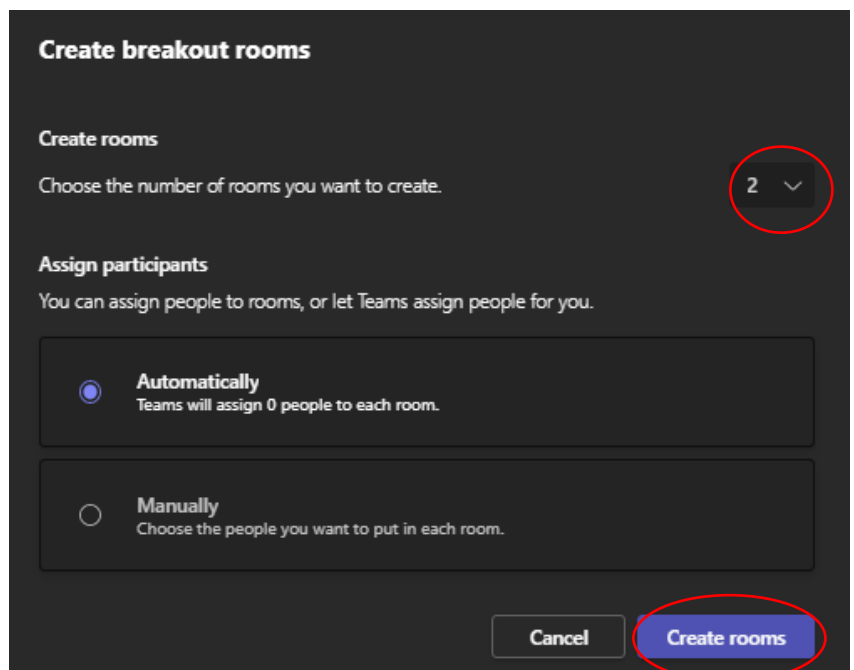 Create breakout rooms
Create rooms
Choose the number of rooms you want to create.
2
Assign participants
You can assign people to rooms, or let Teams assign people for you.
Automatically
Teams will assign 0 people to each room.
Manually
Choose the people you want to put in each room.
Cancel
Create rooms